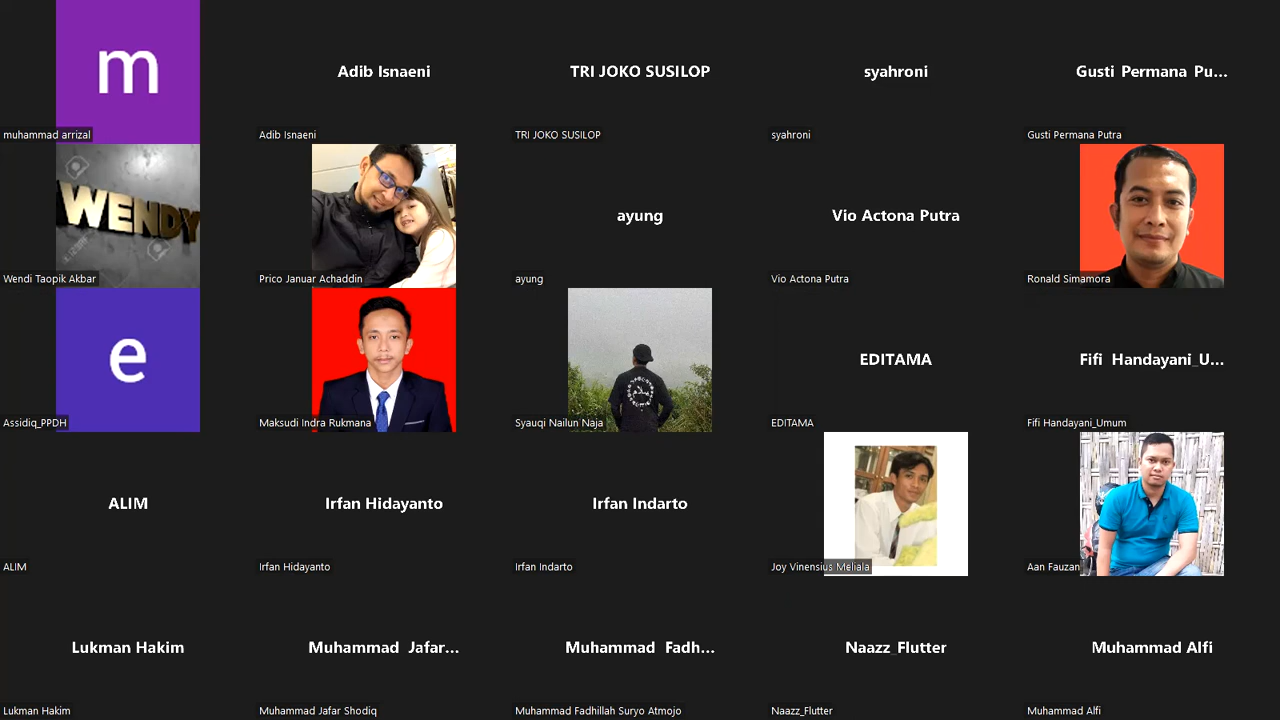 m
Adib Isnaeni
TRI JOKO SUSILOP
syahroni
Gusti Permana Pu...
muhammad arrizal
Adib Isnaeni
TRI JOKO SUSILOP
syahroni
Gusti Permana Putra
WENDY
ayung
Vio Actona Putra
Wendi Taopik Akbar
Prico Januar Achaddin
ayung
Vio Actona Putra
Ronald Simamora
e
EDITAMA
Fifi Handayani_U...
Assidiq_PPDH
Maksudi Indra Rukmana
Syauqi Nailun Naja
EDITAMA
Fifi Handayani_Umum
ALIM
Irfan Hidayanto
Irfan Indarto
ALIM
Irfan Hidayanto
Irfan Indarto
Joy Vinensius Meliala
Aan Fauzan
Lukman Hakim
Muhammad Jafar...
Muhammad Fadh...
Naazz_Flutter
Muhammad Alfi
Lukman Hakim
Muhammad Jafar Shodiq
Muhammad Fadhillah Suryo Atmojo
Naazz_Flutter
Muhammad Alfi